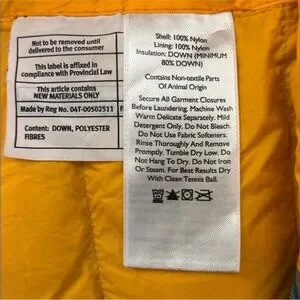 Not to be removed until
delivered to the consumer
This label is affixed in
compliance with Provincial Law
This article contains
NEW MATERIALS ONLY
Made by Reg No. 04T-00502511
Content: DOWN, POLYESTER
FIBRES
Shell: 100% Nylon
Lining: 100% Nylon
Insulation: DOWN (MINIMUM
80% DOWN)
Contains Non-textile Parts
Of Animal Origin
Secure All Garment Closures
Before Laundering. Machine Wash
Warm Delicate Separately. Mild
Detergent Only. Do Not Bleach.
Do Not Use Fabric Softeners.
Rinse Thoroughly And Remove
Promptly. Tumble Dry Low. Do
Not Hang To Dry. Do Not Iron
Or Steam. For Best Results Dry
With Clean Tennis Ball.